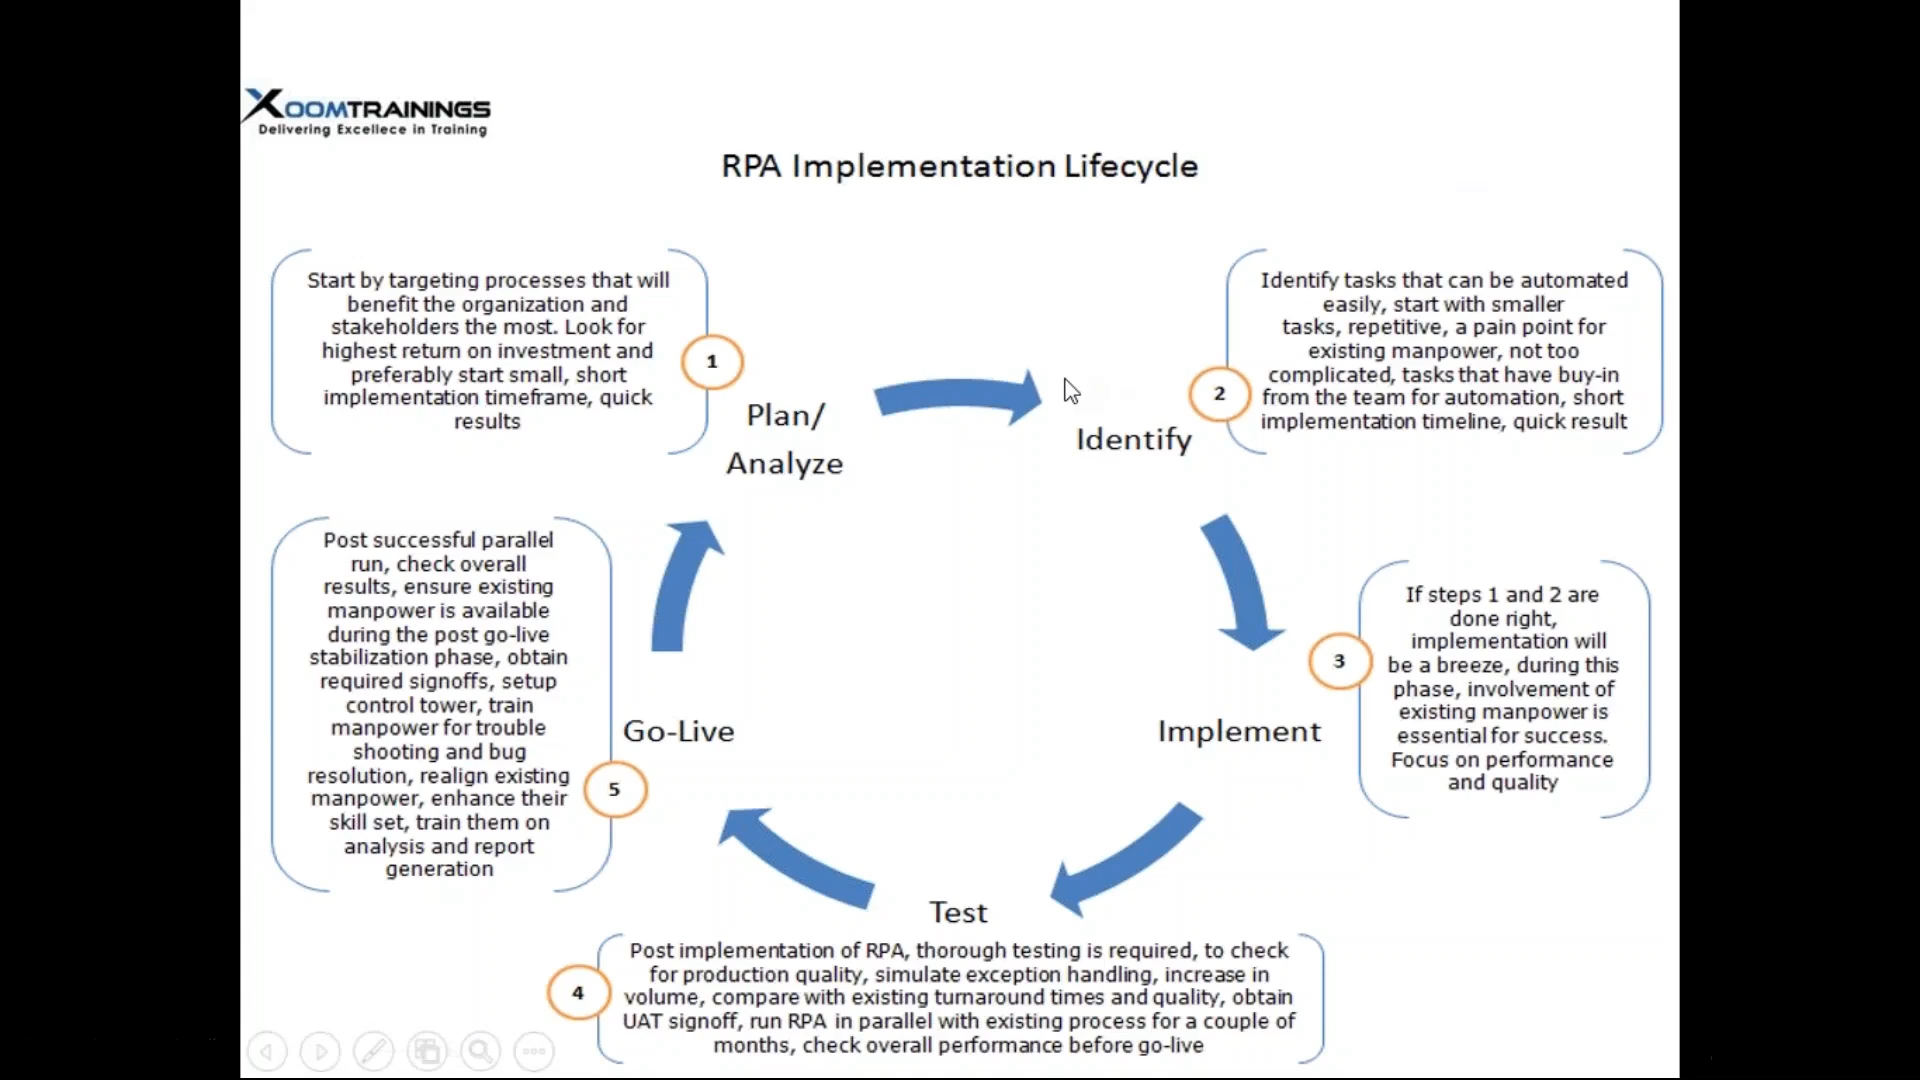 XOOMTRAININGS
Delivering Excellece in Training
RPA Implementation Lifecycle
Start by targeting processes that will
benefit the organization and
stakeholders the most. Look for
highest return on investment and
preferably start small, short
implementation timeframe, quick
results
1
Plan/
Analyze
Identify tasks that can be automated
easily, start with smaller
tasks, repetitive, a pain point for
existing manpower, not too
complicated, tasks that have buy-in
from the team for automation, short
implementation timeline, quick result
2
Identify
If steps 1 and 2 are
done right,
implementation will
be a breeze, during this
phase, involvement of
existing manpower is
essential for success.
Focus on performance
and quality
3
Implement
Test
Post implementation of RPA, thorough testing is required, to check
for production quality, simulate exception handling, increase in
volume, compare with existing turnaround times and quality, obtain
UAT signoff, run RPA in parallel with existing process for a couple of
months, check overall performance before go-live
4
Post successful parallel
run, check overall
results, ensure existing
manpower is available
during the post go-live
stabilization phase, obtain
required signoffs, setup
control tower, train
manpower for trouble
shooting and bug
resolution, realign existing
manpower, enhance their
skill set, train them on
analysis and report
generation
5
Go-Live